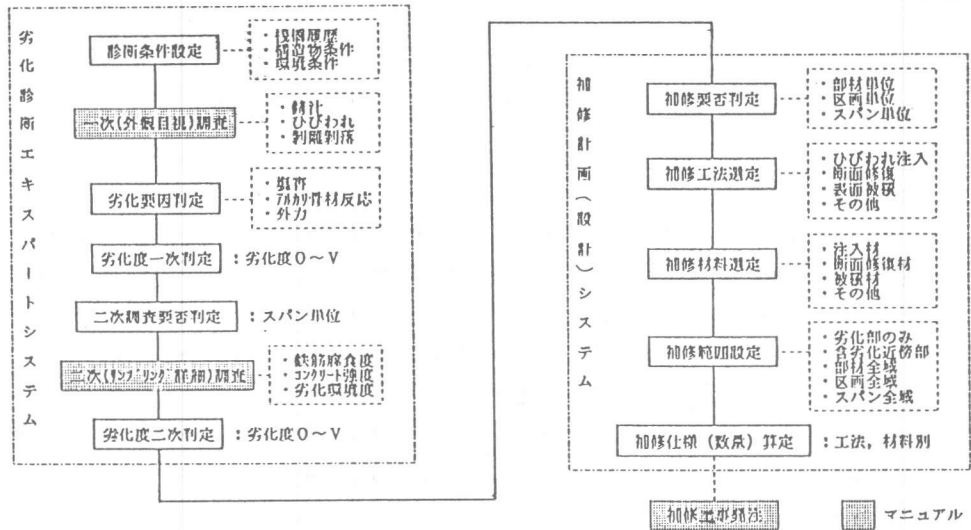 劣化診断エキスパートシステム
診断条件設定
・設備履歴
・構造物条件
・環境条件
一次(外観目視)調査
・錆汁
・ひびわれ
・剥離剥落
劣化要因判定
・塩害
・アルカリ骨材反応
・外力
劣化度一次判定 : 劣化度0～V
二次調査要否判定 : スパン単位
二次(サンプリング詳細)調査
・鉄筋腐食度
・コンクリート強度
・劣化環境度
劣化度二次判定 : 劣化度0～V
補修計画(設計)システム
補修要否判定
・部材単位
・区画単位
・スパン単位
補修工法選定
・ひびわれ注入
・断面修復
・表面被覆
・その他
補修材料選定
・注入材
・断面修復材
・被覆材
・その他
補修範囲設定
・劣化部のみ
・含劣化近傍部
・部材全域
・区画全域
・スパン全域
補修仕様(数量)算定 : 工法, 材料別
補修工事発注
マニュアル